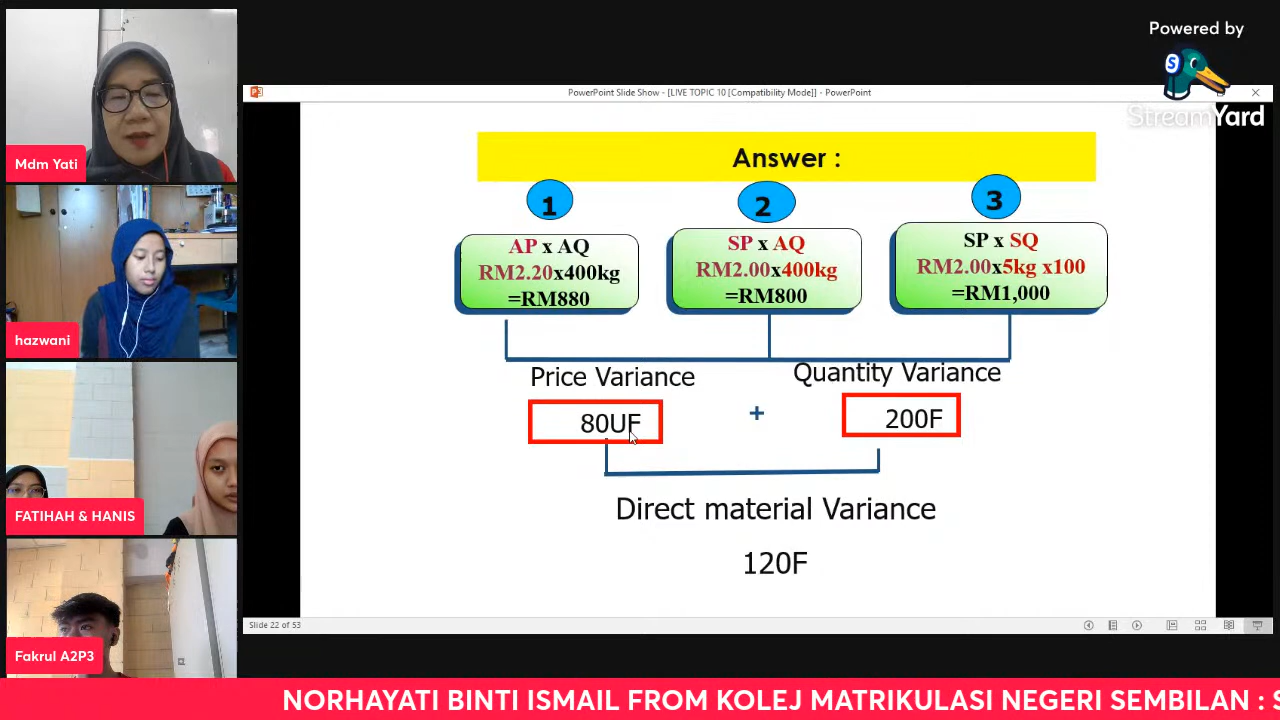 Powered by
S
StreamYard
PowerPoint Slide Show - [LIVE TOPIC 10 [Compatibility Mode]] - PowerPoint
Mdm Yati
hazwani
FATIHAH & HANIS
Fakrul A2P3
Answer :
1
AP x AQ
RM2.20x400kg
=RM880
2
SP x AQ
RM2.00x400kg
=RM800
3
SP x SQ
RM2.00x5kg x100
=RM1,000
Price Variance
Quantity Variance
80UF
+
200F
Direct material Variance
120F
Slide 22 of 53
NORHAYATI BINTI ISMAIL FROM KOLEJ MATRIKULASI NEGERI SEMBILAN : S